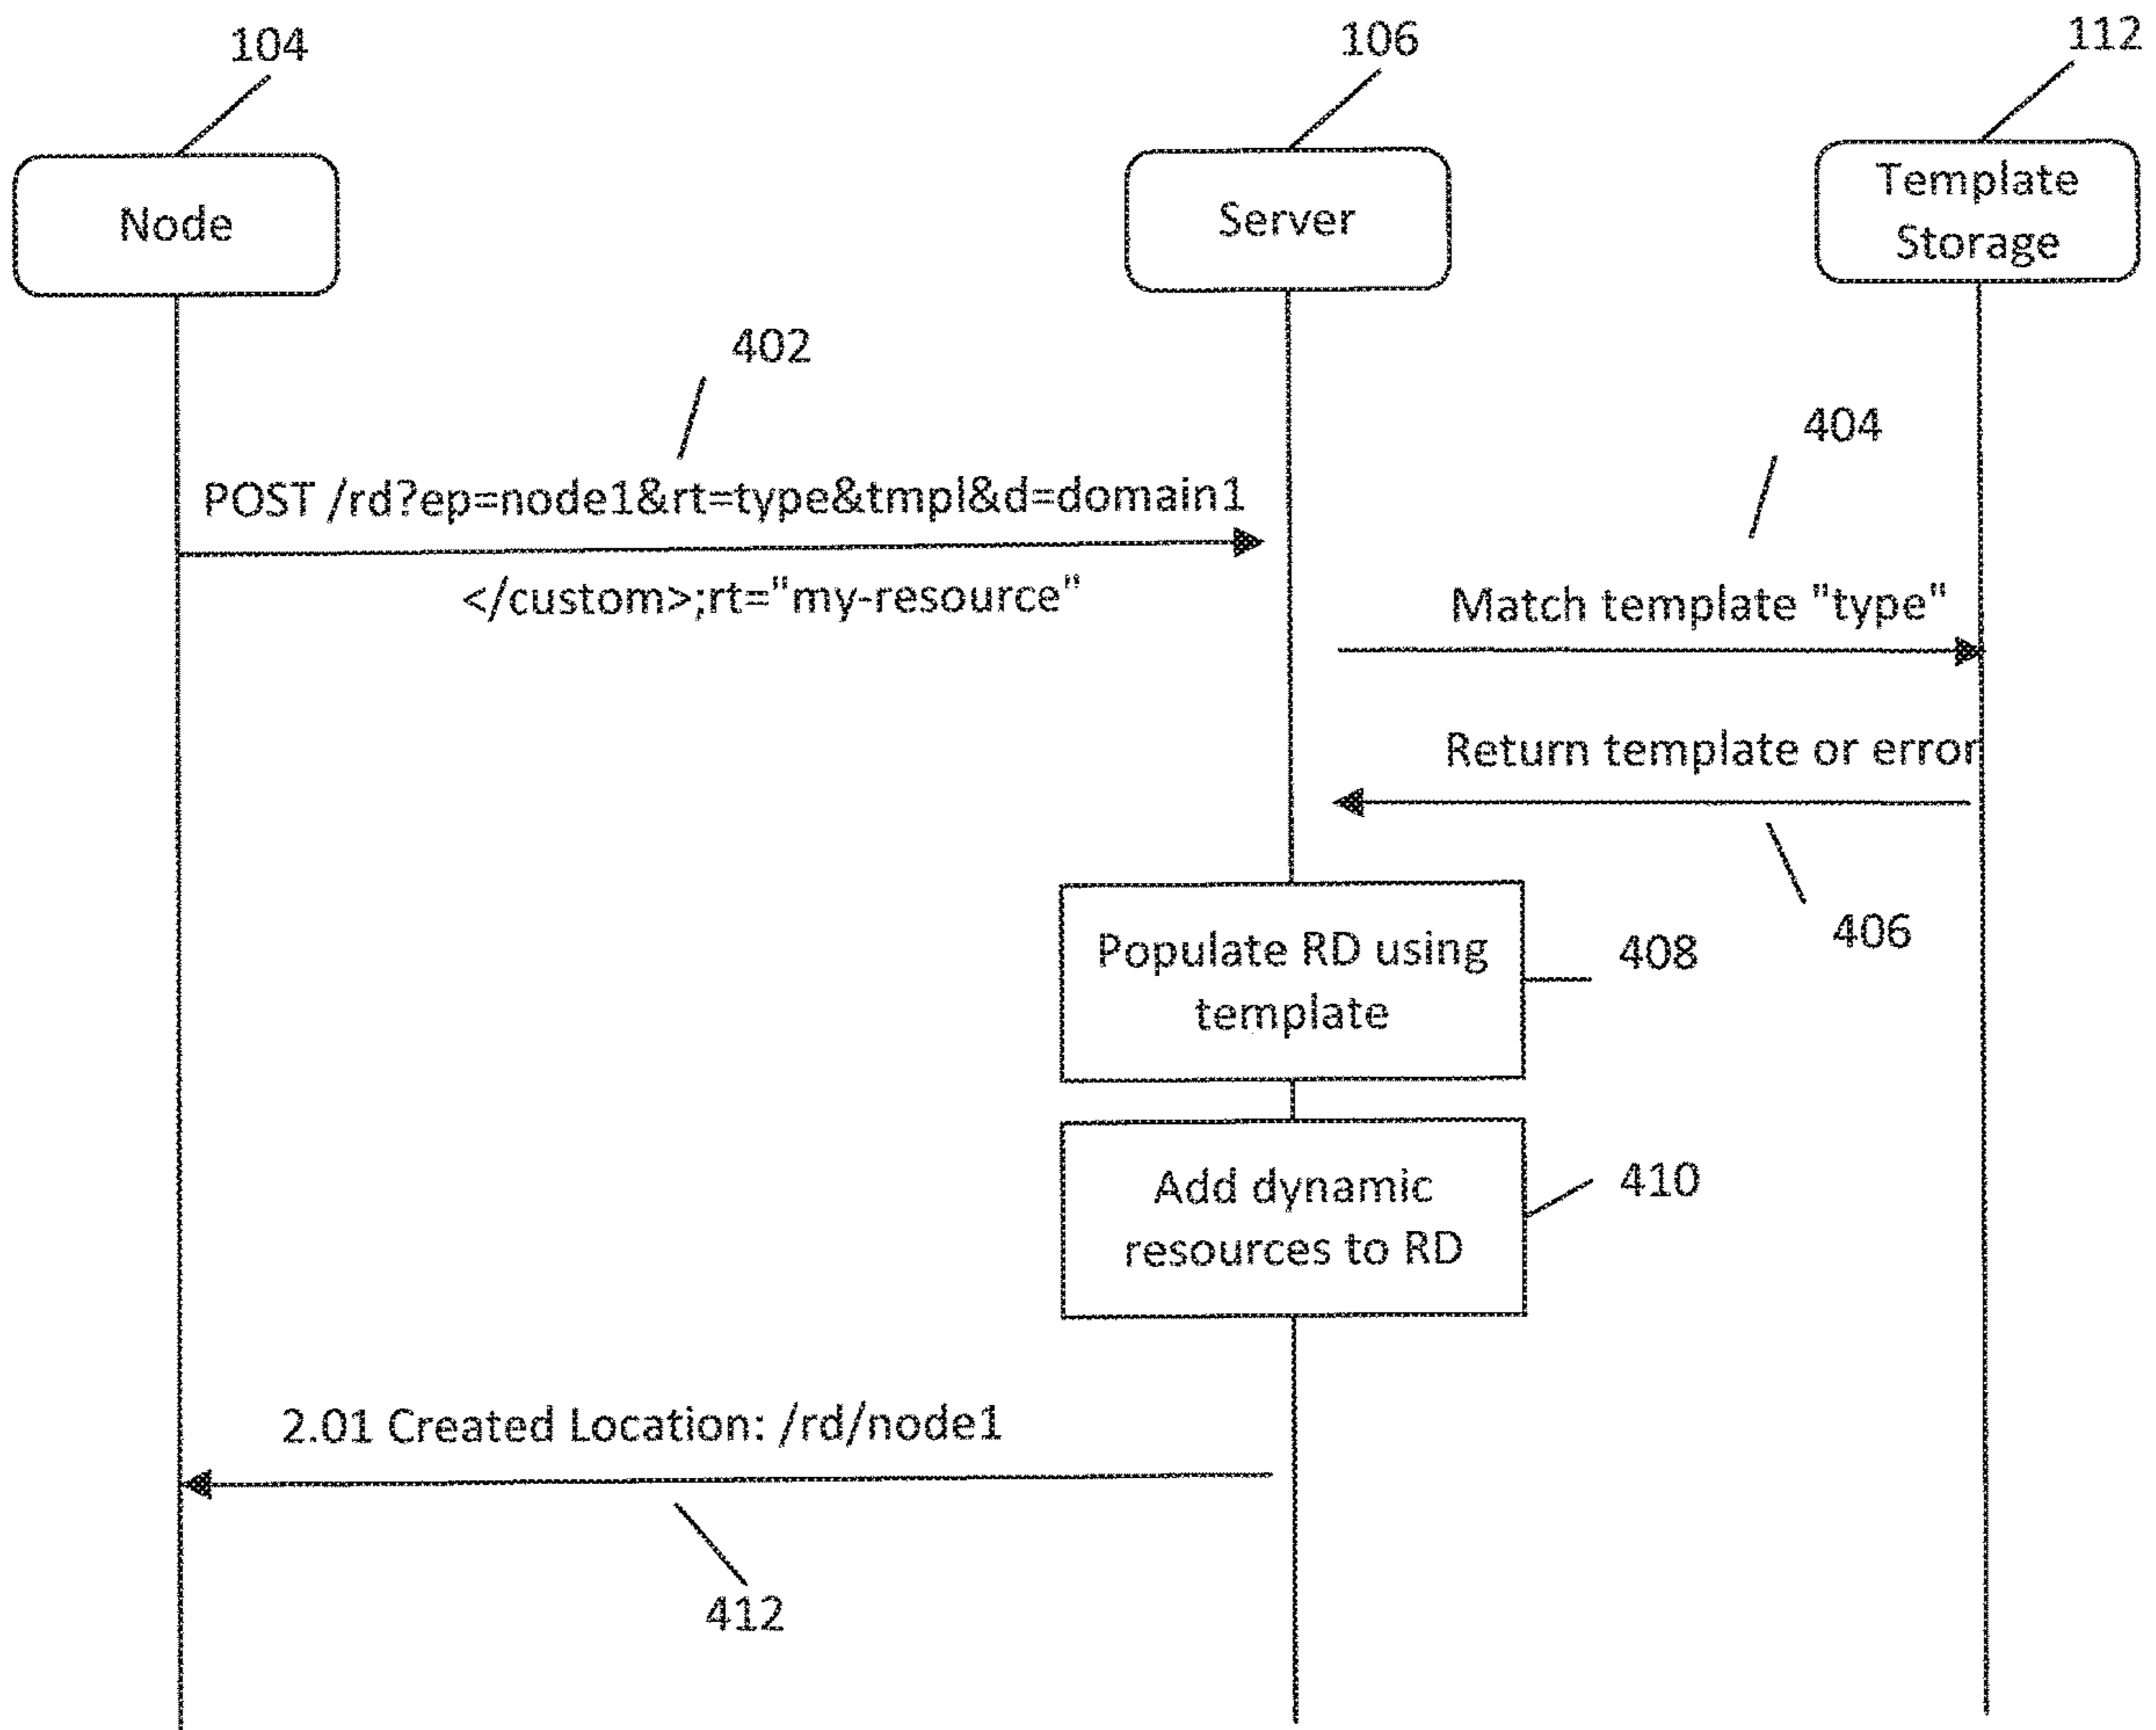 104
106
112
Node
Server
Template
Storage
402
POST /rd?ep=node1&rt=type&tmpl&d=domain1
</custom>;rt="my-resource"
404
Match template "type"
Return template or error
406
Populate RD using
template
408
Add dynamic
resources to RD
410
2.01 Created Location: /rd/node1
412